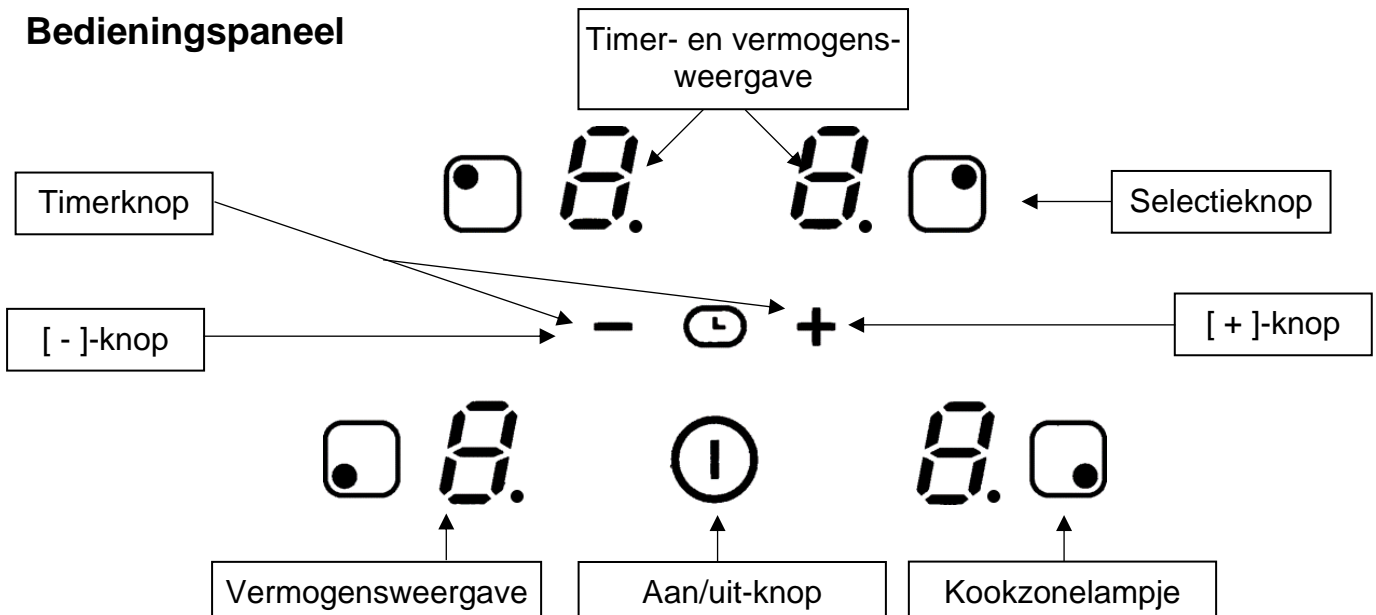 Bedieningspaneel
Timer- en vermogens-
weergave
Timerknop
Selectieknop
[ - ]-knop
[ + ]-knop
Vermogensweergave
Aan/uit-knop
Kookzonelampje